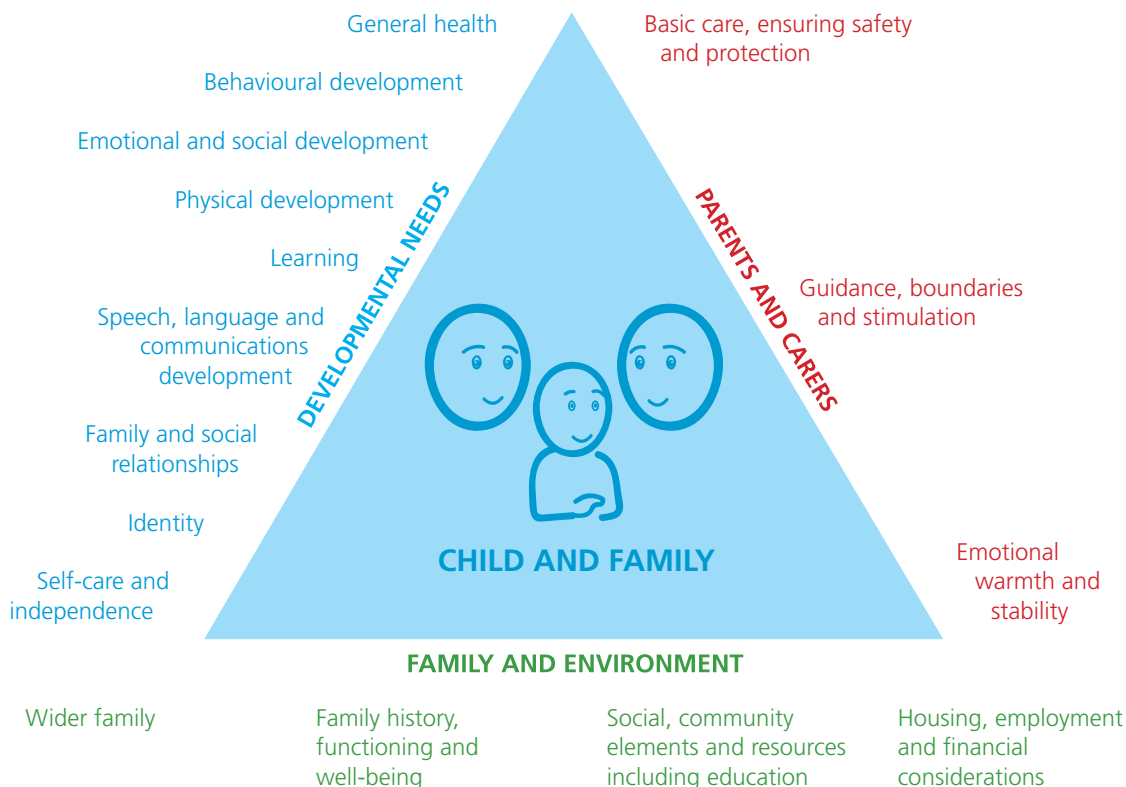 General health
Behavioural development
Emotional and social development
Physical development
Learning
Speech, language and
communications
development
Family and social
relationships
Identity
Self-care and
independence
DEVELOPMENTAL NEEDS
Basic care, ensuring safety
and protection
PARENTS AND CARERS
Guidance, boundaries
and stimulation
Emotional
warmth and
stability
CHILD AND FAMILY
FAMILY AND ENVIRONMENT
Wider family
Family history,
functioning and
well-being
Social, community
elements and resources
including education
Housing, employment
and financial
considerations